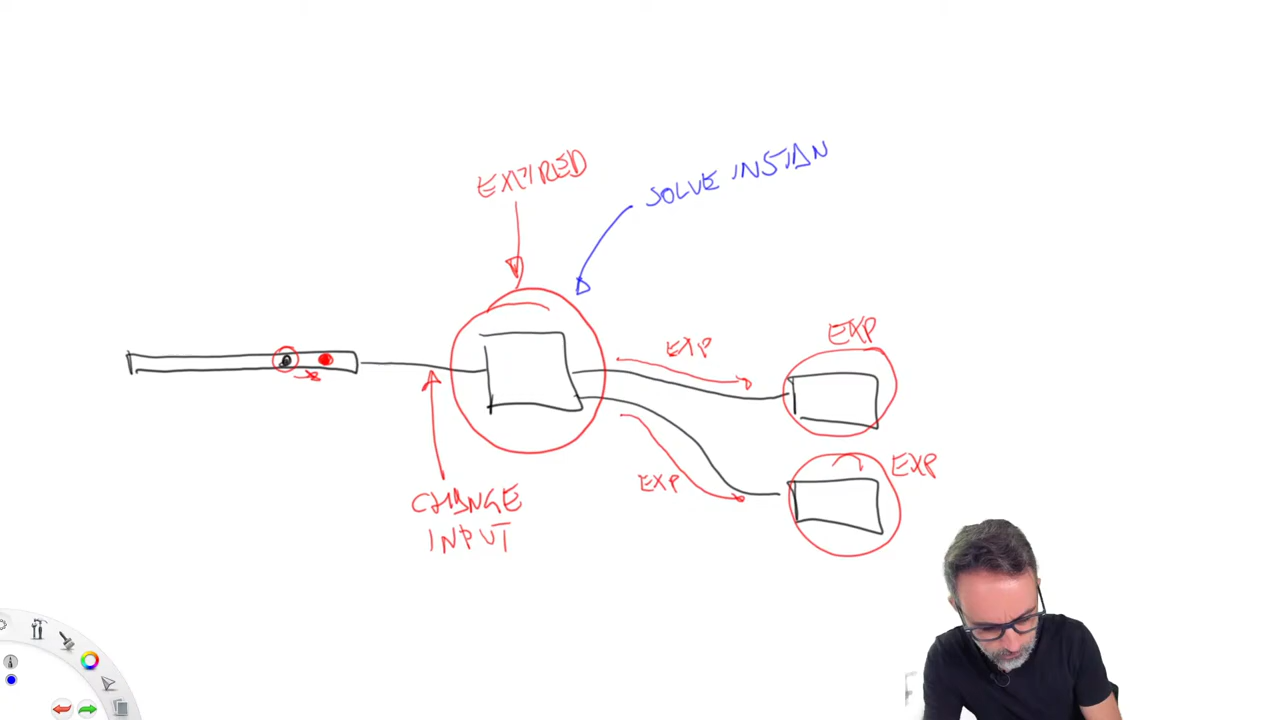 EXPIRED
SOLVE INSTAN
EXP
EXP
CHANGE
INPUT
EXP
EXP